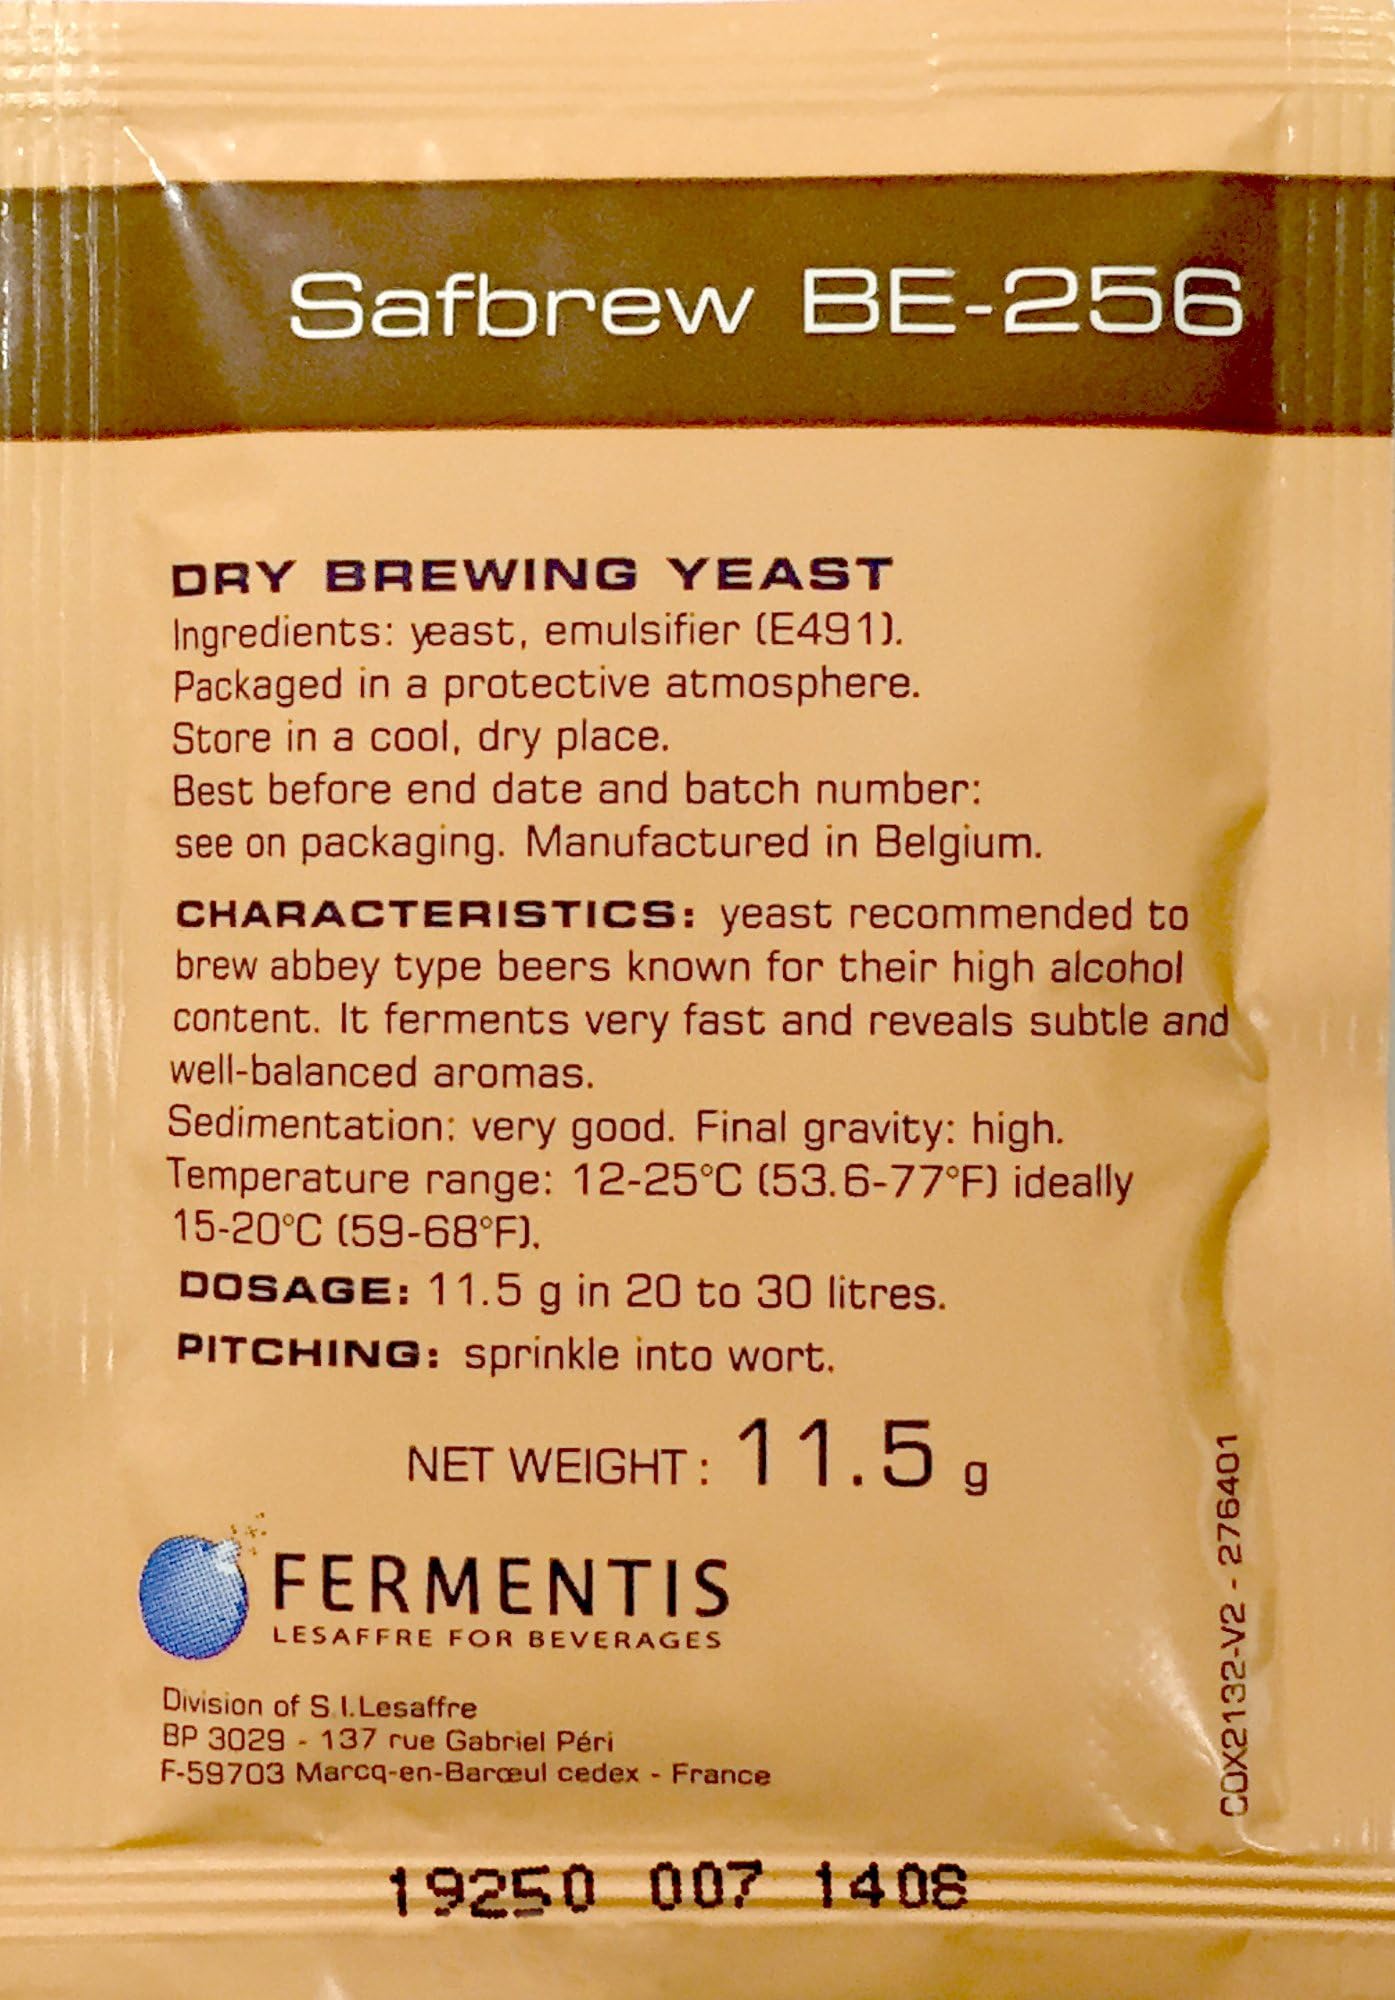 Safbrew BE-256
DRY BREWING YEAST
Ingredients: yeast, emulsifier (E491).
Packaged in a protective atmosphere.
Store in a cool, dry place.
Best before end date and batch number:
see on packaging. Manufactured in Belgium.
CHARACTERISTICS: yeast recommended to
brew abbey type beers known for their high alcohol
content. It ferments very fast and reveals subtle and
well-balanced aromas.
Sedimentation: very good. Final gravity: high.
Temperature range: 12-25°C (53.6-77°F) ideally
15-20°C (59-68°F).
DOSAGE: 11.5 g in 20 to 30 litres.
PITCHING: sprinkle into wort.
NET WEIGHT: 11.5 g
FERMENTIS
LESAFFRE FOR BEVERAGES
Division of S.I.Lesaffre
BP 3029 - 137 rue Gabriel Péri
F-59703 Marcq-en-Barœul cedex - France
COX2132-V2 - 276401
19250 007 1408